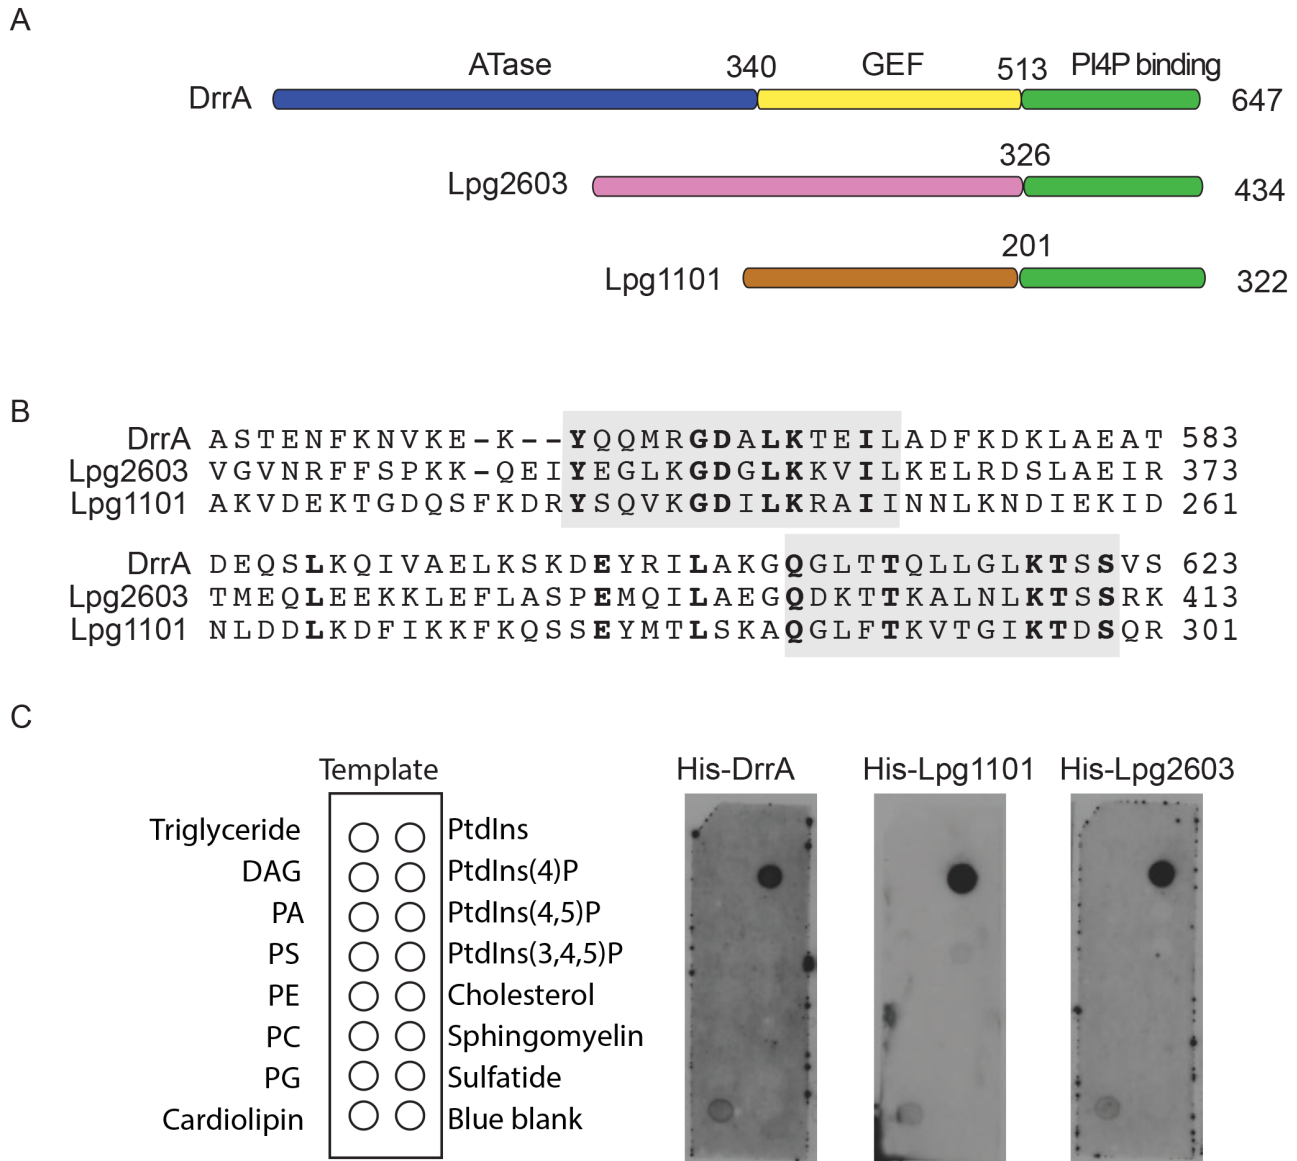 A
ATase 340 GEF 513 PI4P binding
DrrA 647
326
Lpg2603 434
201
Lpg1101 322
B
DrrA ASTENFKNVKE-K--YQQMRGDALKTEILADFKDKLAEAT 583
Lpg2603 VGVNRFFSPKK-QEIYEGLKGDGLKKVILKELRDSLAEIR 373
Lpg1101 AKVDEKTGDQSFKDRYSQVKGDILKRAIINNLKNDIEKID 261
DrrA DEQSLKQIVAELKSKDEYRILAKGQGLTTQLLGLKTSSVS 623
Lpg2603 TMEQLEEKKLEFLASPEMQILAEGQDKTTKALNLKTSSRK 413
Lpg1101 NLDDLKDFIKKFKQSSEYMTLSKAQGLFTKVTGIKTDSQR 301
C
Template His-DrrA His-Lpg1101 His-Lpg2603
Triglyceride PtdIns
DAG PtdIns(4)P
PA PtdIns(4,5)P
PS PtdIns(3,4,5)P
PE Cholesterol
PC Sphingomyelin
PG Sulfatide
Cardiolipin Blue blank